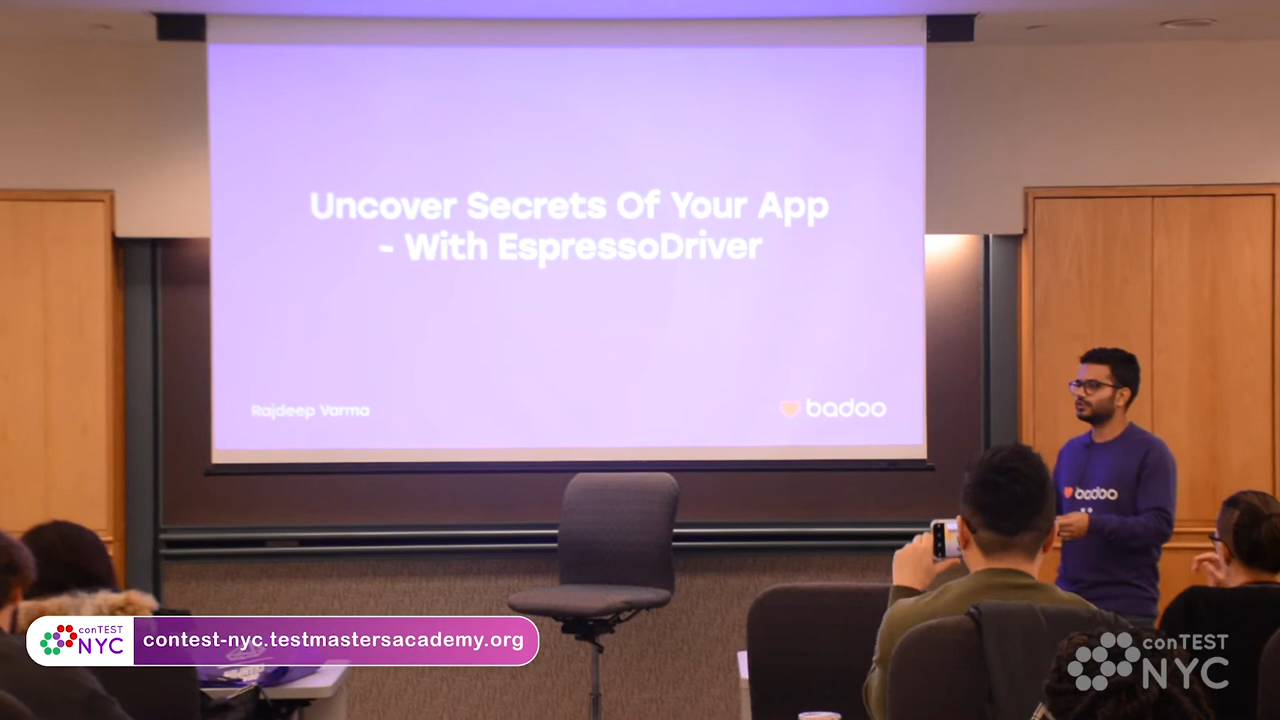 Uncover Secrets Of Your App
- With EspressoDriver
Rajdeep Varma
badoo
badoo
conTEST
NYC
contest-nyc.testmastersacademy.org
conTEST
NYC